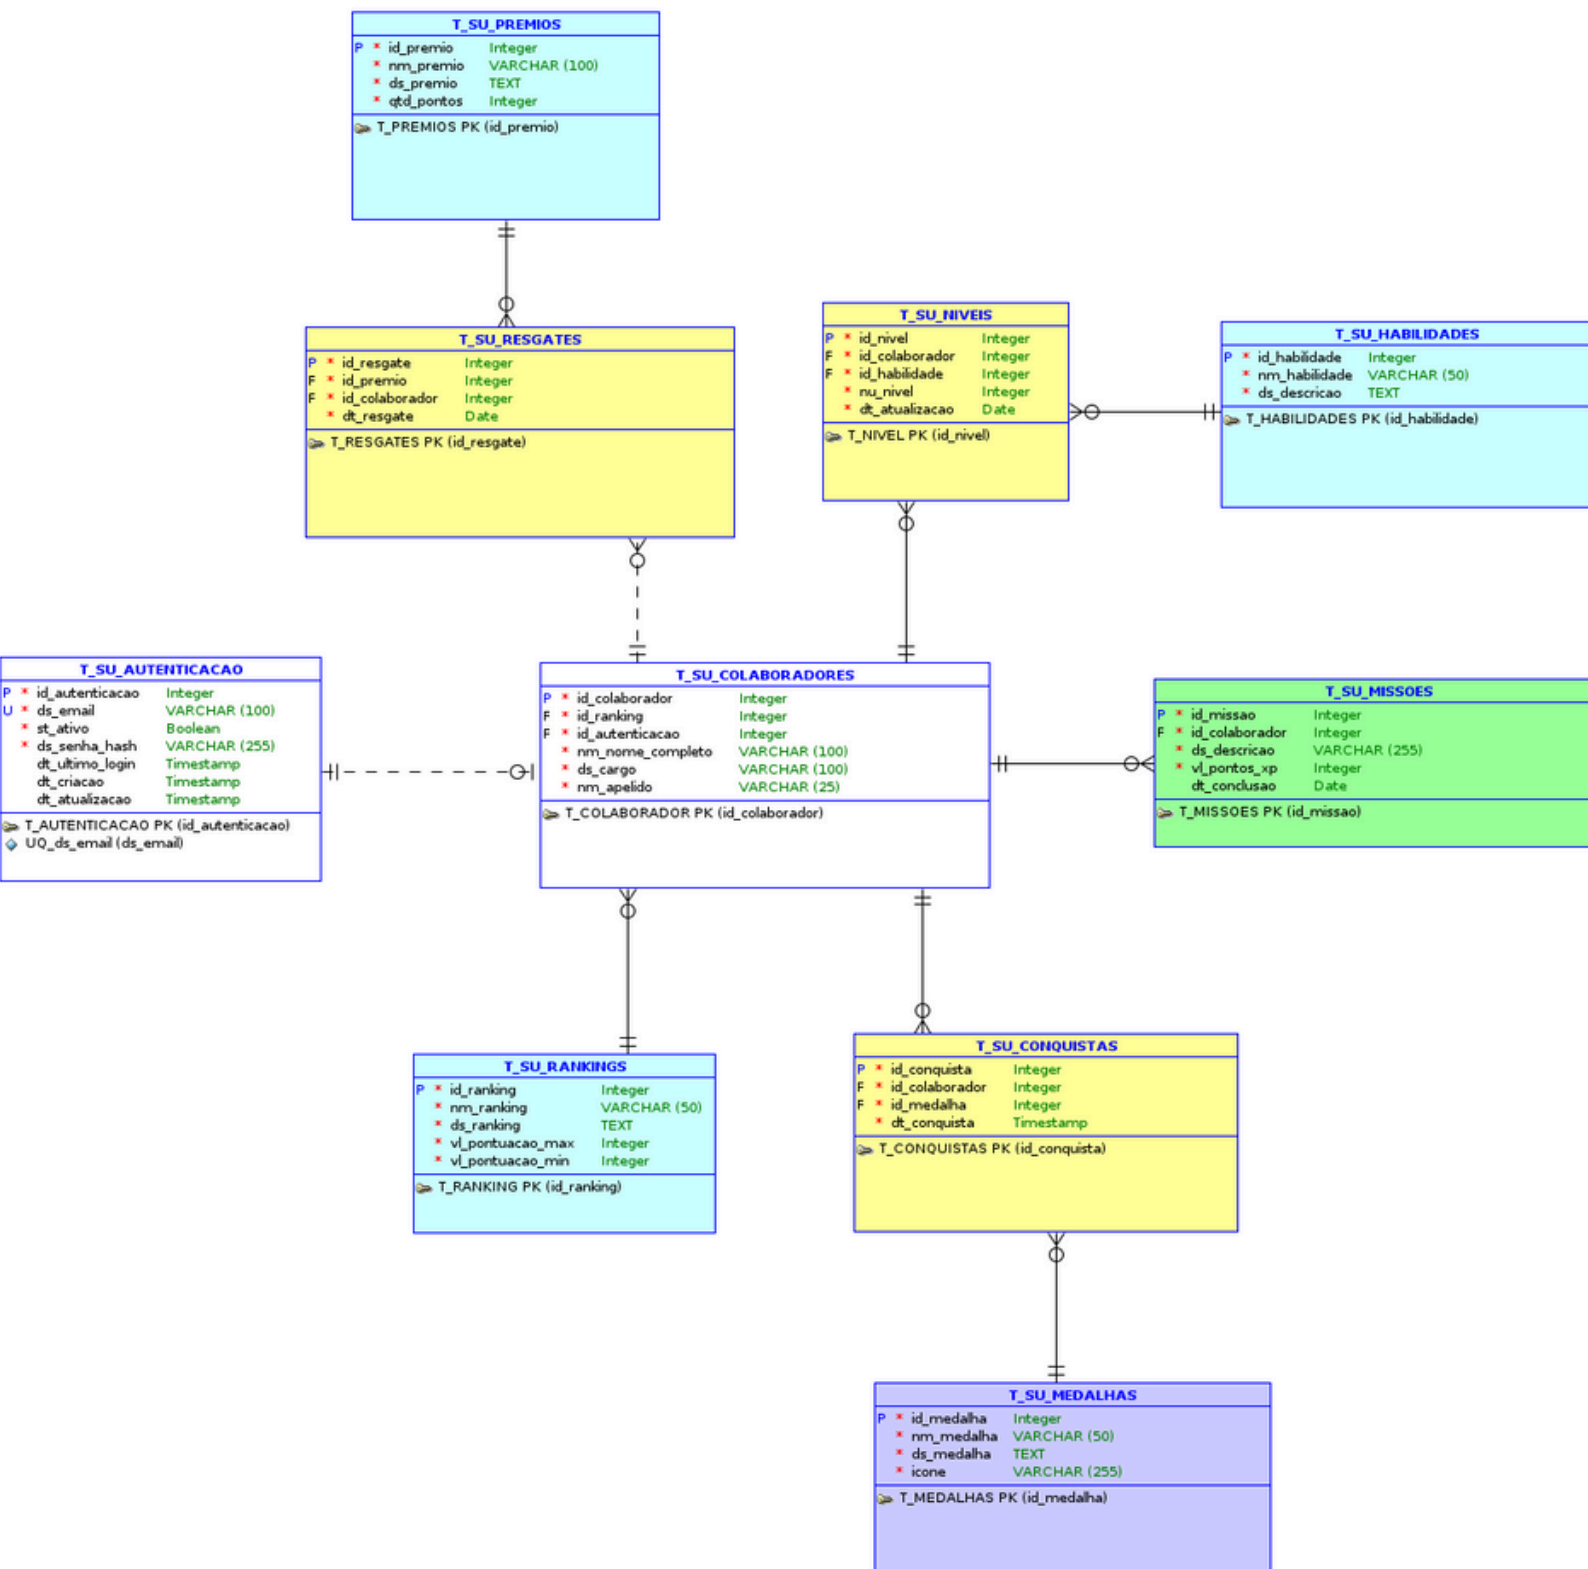 T_SU_PREMIOS
P * id_premio Integer
* nm_premio VARCHAR (100)
* ds_premio TEXT
* qtd_pontos Integer
T_PREMIOS PK (id_premio)
T_SU_RESGATES
P * id_resgate Integer
F * id_premio Integer
F * id_colaborador Integer
* dt_resgate Date
T_RESGATES PK (id_resgate)
T_SU_NIVEIS
P * id_nivel Integer
F * id_colaborador Integer
F * id_habilidade Integer
* nu_nivel Integer
* dt_atualizacao Date
T_NIVEL PK (id_nivel)
T_SU_HABILIDADES
P * id_habilidade Integer
* nm_habilidade VARCHAR (50)
* ds_descricao TEXT
T_HABILIDADES PK (id_habilidade)
T_SU_AUTENTICACAO
P * id_autenticacao Integer
U * ds_email VARCHAR (100)
* st_ativo Boolean
* ds_senha_hash VARCHAR (255)
dt_ultimo_login Timestamp
dt_criacao Timestamp
dt_atualizacao Timestamp
T_AUTENTICACAO PK (id_autenticacao)
UQ_ds_email (ds_email)
T_SU_COLABORADORES
P * id_colaborador Integer
F * id_ranking Integer
F * id_autenticacao Integer
* nm_nome_completo VARCHAR (100)
* ds_cargo VARCHAR (100)
* nm_apelido VARCHAR (25)
T_COLABORADOR PK (id_colaborador)
T_SU_MISSOES
P * id_missao Integer
F * id_colaborador Integer
* ds_descricao VARCHAR (255)
* vl_pontos_xp Integer
dt_conclusao Date
T_MISSOES PK (id_missao)
T_SU_RANKINGS
P * id_ranking Integer
* nm_ranking VARCHAR (50)
* ds_ranking TEXT
* vl_pontuacao_max Integer
* vl_pontuacao_min Integer
T_RANKING PK (id_ranking)
T_SU_CONQUISTAS
P * id_conquista Integer
F * id_colaborador Integer
F * id_medalha Integer
* dt_conquista Timestamp
T_CONQUISTAS PK (id_conquista)
T_SU_MEDALHAS
P * id_medalha Integer
* nm_medalha VARCHAR (50)
* ds_medalha TEXT
* icone VARCHAR (255)
T_MEDALHAS PK (id_medalha)